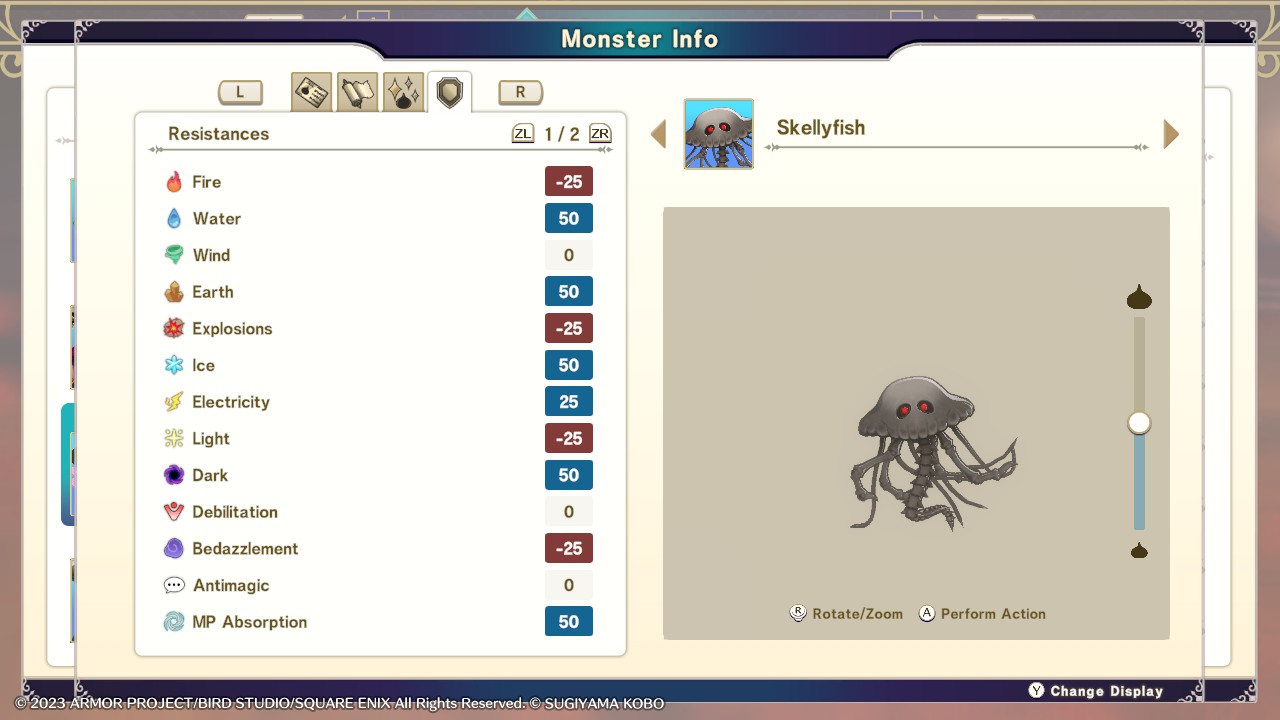 Monster Info
L
R
Resistances
ZL 1 / 2 ZR
Skellyfish
Fire -25
Water 50
Wind 0
Earth 50
Explosions -25
Ice 50
Electricity 25
Light -25
Dark 50
Debilitation 0
Bedazzlement -25
Antimagic 0
MP Absorption 50
R Rotate/Zoom A Perform Action
Y Change Display
© 2023 ARMOR PROJECT/BIRD STUDIO/SQUARE ENIX All Rights Reserved. © SUGIYAMA KOBO